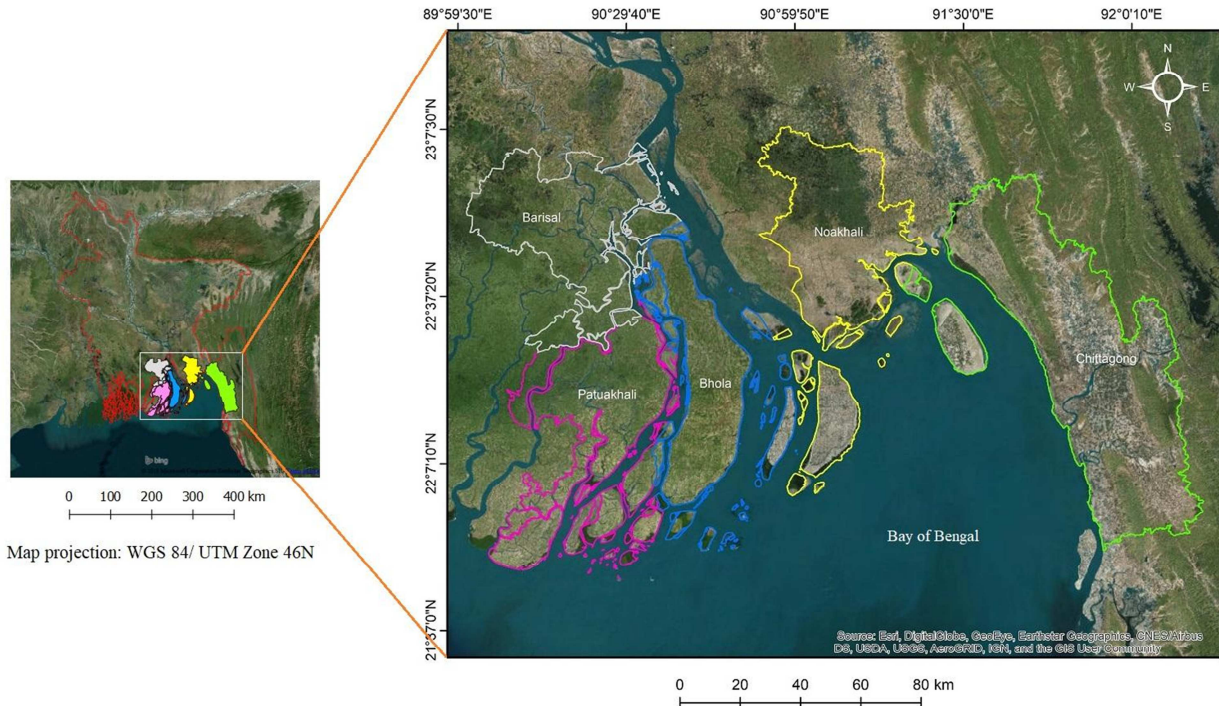 89°59'30"E 90°29'40"E 90°59'50"E 91°30'0"E 92°0'10"E
N
W E
S
23°7'30"N
Barisal
Noakhali
22°37'20"N
Chittagong
Bhola
Patuakhali
22°7'10"N
Bay of Bengal
21°37'0"N
Source: Esri, DigitalGlobe, GeoEye, Earthstar Geographics, CNES/Airbus
DS, USDA, USGS, AeroGRID, IGN, and the GIS User Community
bing
0 100 200 300 400 km
Map projection: WGS 84/ UTM Zone 46N
0 20 40 60 80 km